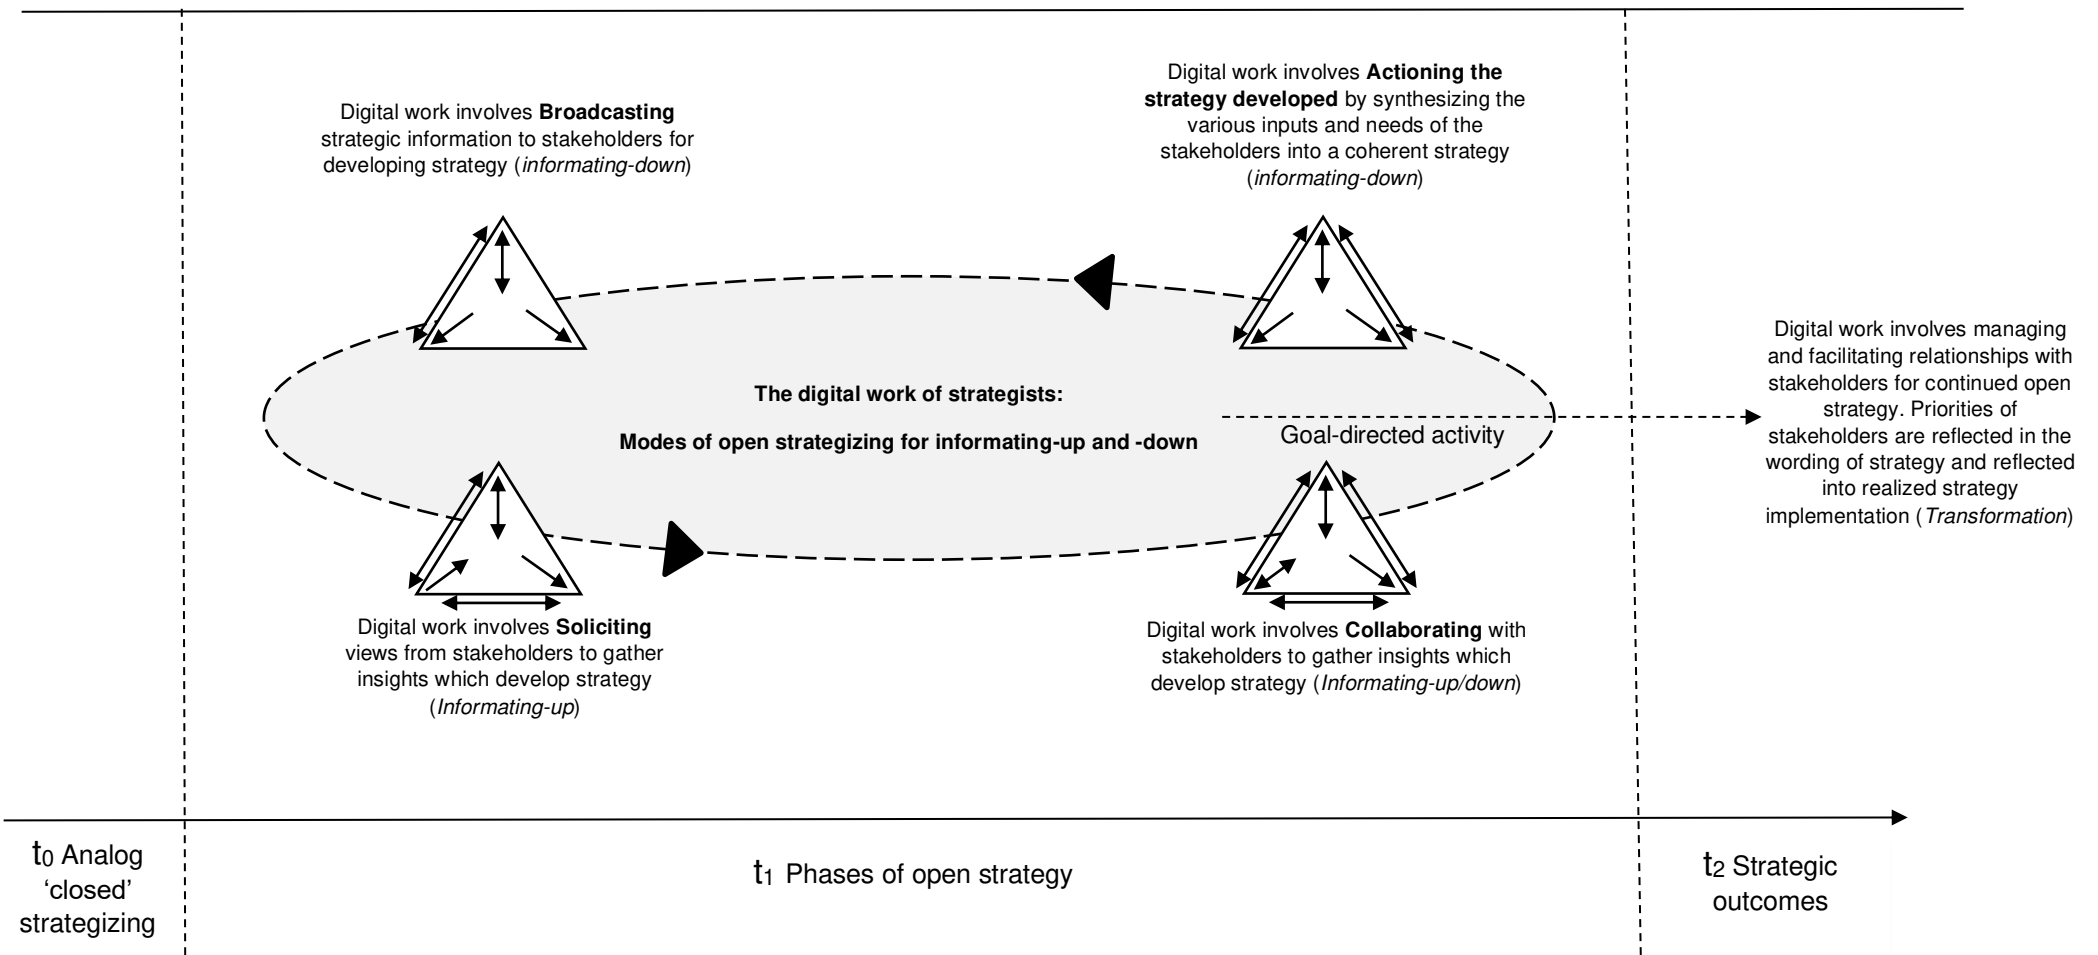 Digital work involves Broadcasting
strategic information to stakeholders for
developing strategy (informating-down)
Digital work involves Actioning the
strategy developed by synthesizing the
various inputs and needs of the
stakeholders into a coherent strategy
(informating-down)
The digital work of strategists:
Modes of open strategizing for informating-up and -down
Goal-directed activity
Digital work involves managing
and facilitating relationships with
stakeholders for continued open
strategy. Priorities of
stakeholders are reflected in the
wording of strategy and reflected
into realized strategy
implementation (Transformation)
Digital work involves Soliciting
views from stakeholders to gather
insights which develop strategy
(Informating-up)
Digital work involves Collaborating with
stakeholders to gather insights which
develop strategy (Informating-up/down)
t0 Analog
‘closed’
strategizing
t1 Phases of open strategy
t2 Strategic
outcomes